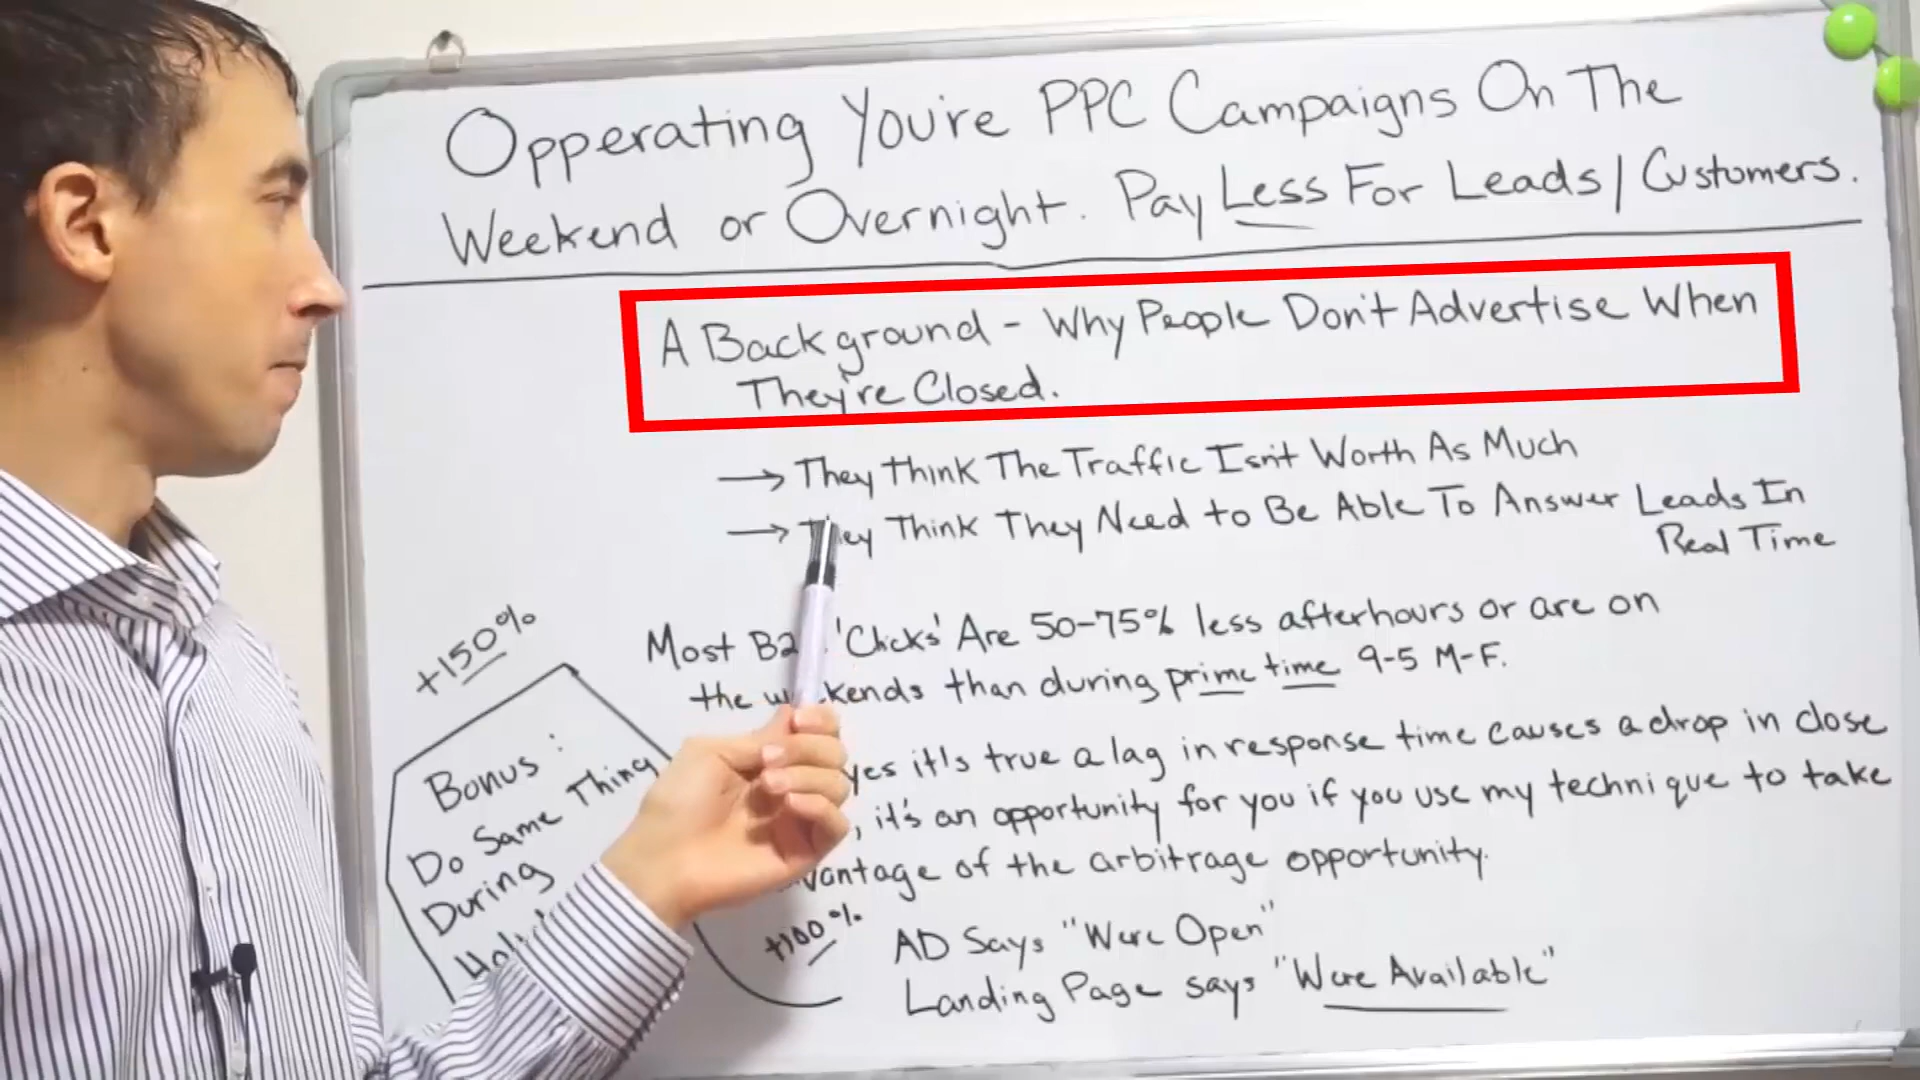 Opperating You're PPC Campaigns On The
Weekend or Overnight. Pay Less For Leads / Customers.
A Background - Why People Don't Advertise When
They're Closed.
→ They Think The Traffic Isn't Worth As Much
→ They Think They Need to Be Able To Answer Leads In
Real Time
Most 'Clicks' Are 50-75% less afterhours or are on
the weekends than during prime time 9-5 M-F.
yes it's true a lag in response time causes a drop in close
, it's an opportunity for you if you use my technique to take
vantage of the arbitrage opportunity.
+100%
AD Says "We're Open"
Landing Page says "We're Available"
+150%
Bonus:
Do Same Thing
During